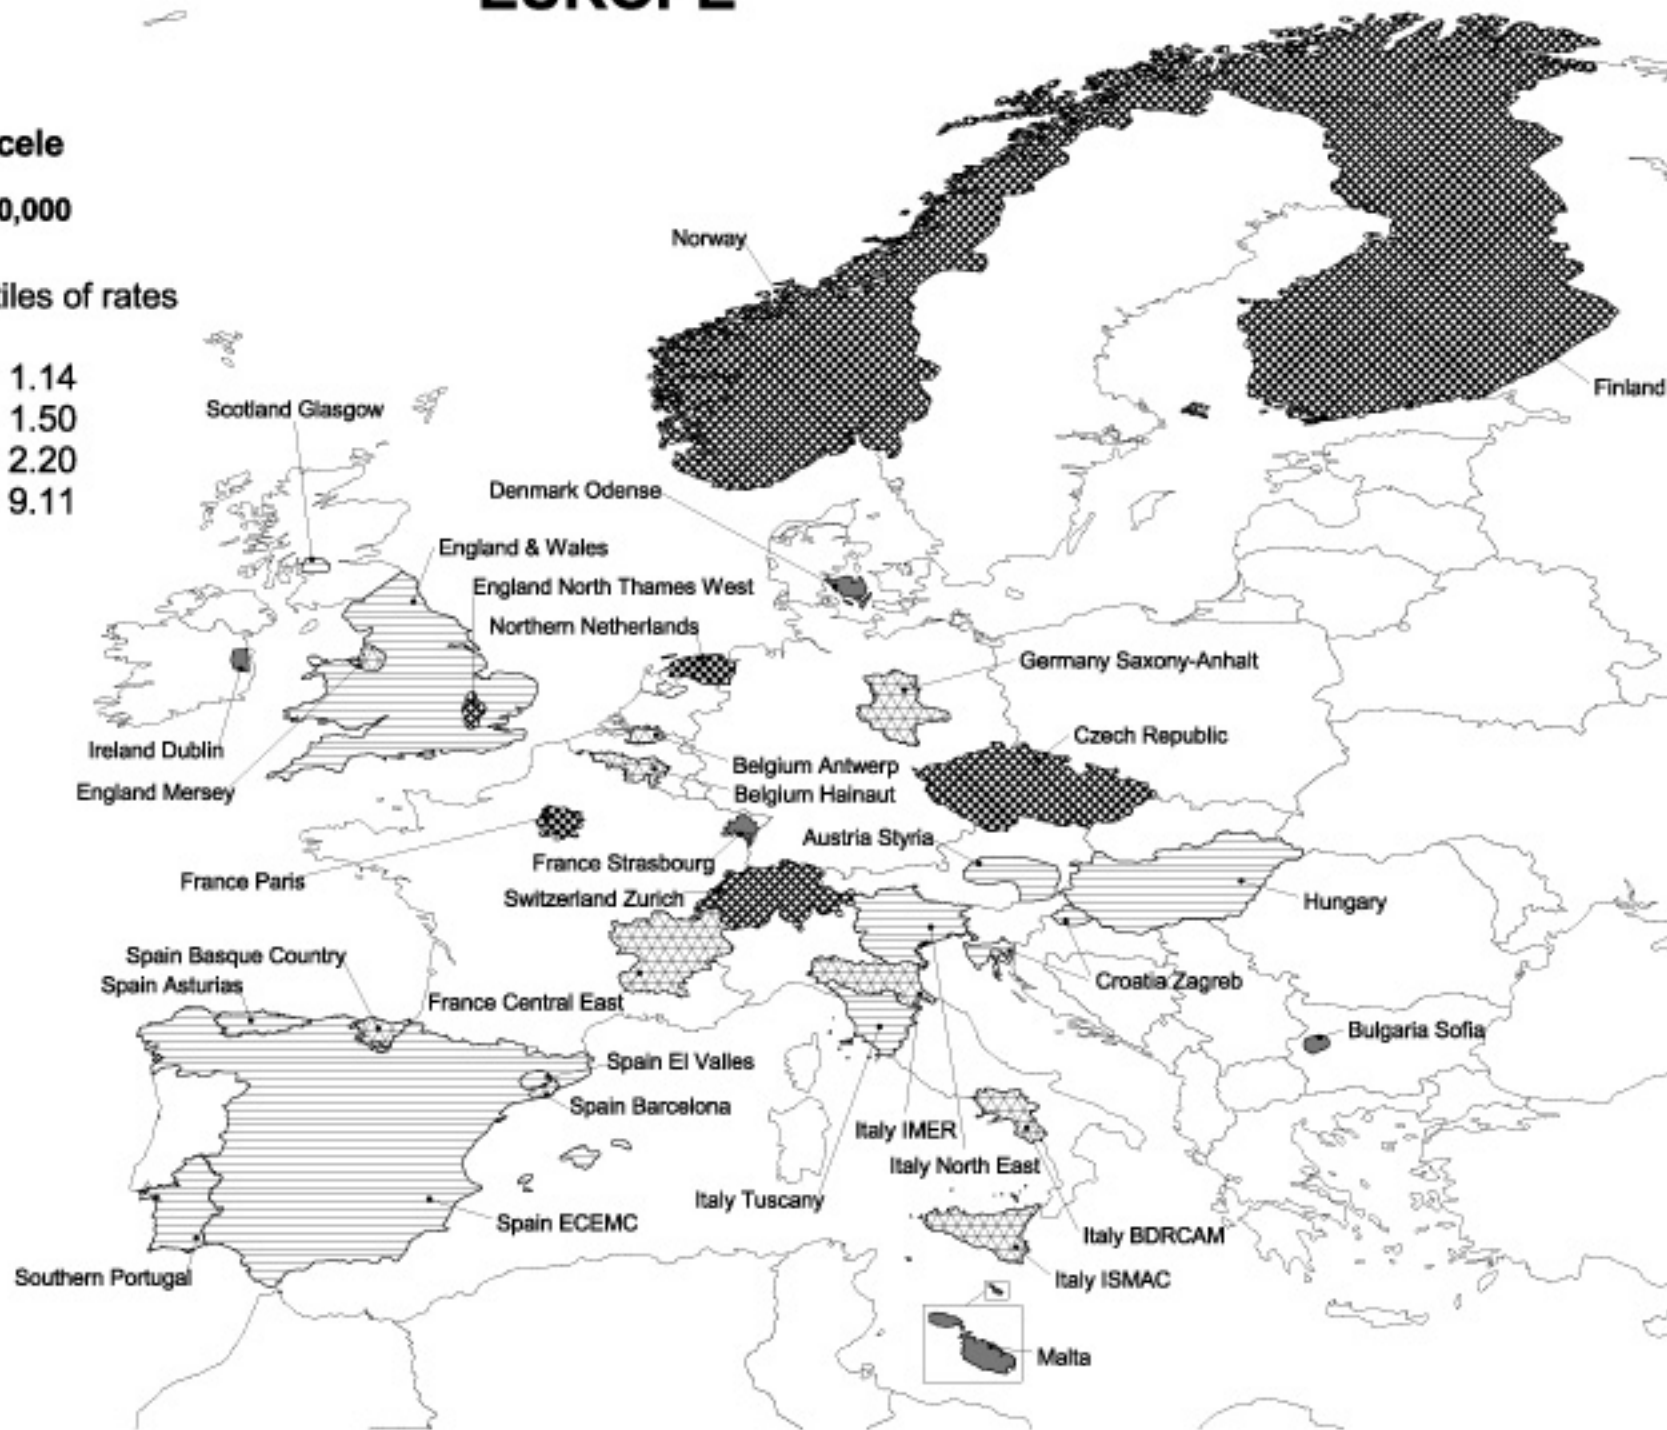 EUROPE
cele
0,000
tiles of rates
1.14
1.50
2.20
9.11
Norway
Finland
Scotland Glasgow
Denmark Odense
England & Wales
England North Thames West
Northern Netherlands
Germany Saxony-Anhalt
Czech Republic
Ireland Dublin
England Mersey
Belgium Antwerp
Belgium Hainaut
Austria Styria
France Strasbourg
France Paris
Switzerland Zurich
Hungary
Spain Basque Country
Spain Asturias
France Central East
Croatia Zagreb
Bulgaria Sofia
Spain El Valles
Spain Barcelona
Italy IMER
Italy North East
Italy Tuscany
Spain ECEMC
Italy BDRCAM
Southern Portugal
Italy ISMAC
Malta